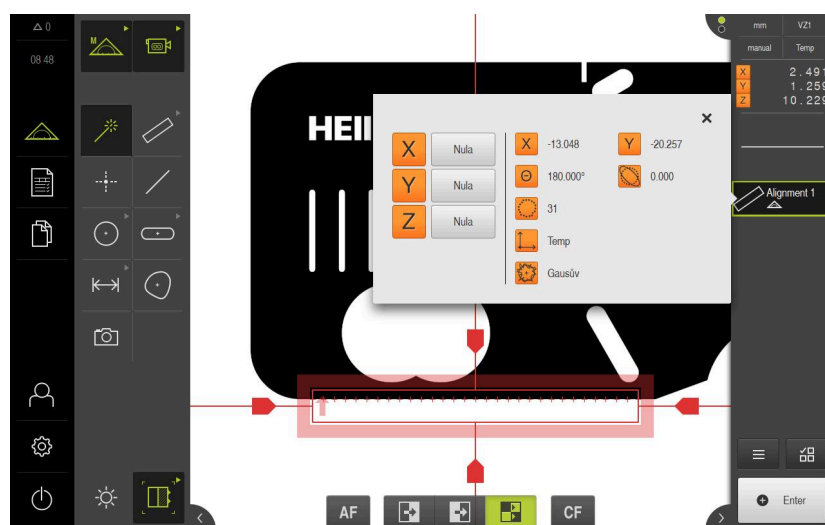 0
08 48
M
HEI
X Nula
Y Nula
Z Nula
X -13.048
Y -20.257
Θ 180.000°
0.000
31
Temp
Gausův
mm VZ1
manual Temp
X 2.491
Y 1.259
Z 10.229
Alignment 1
AF
CF
Enter